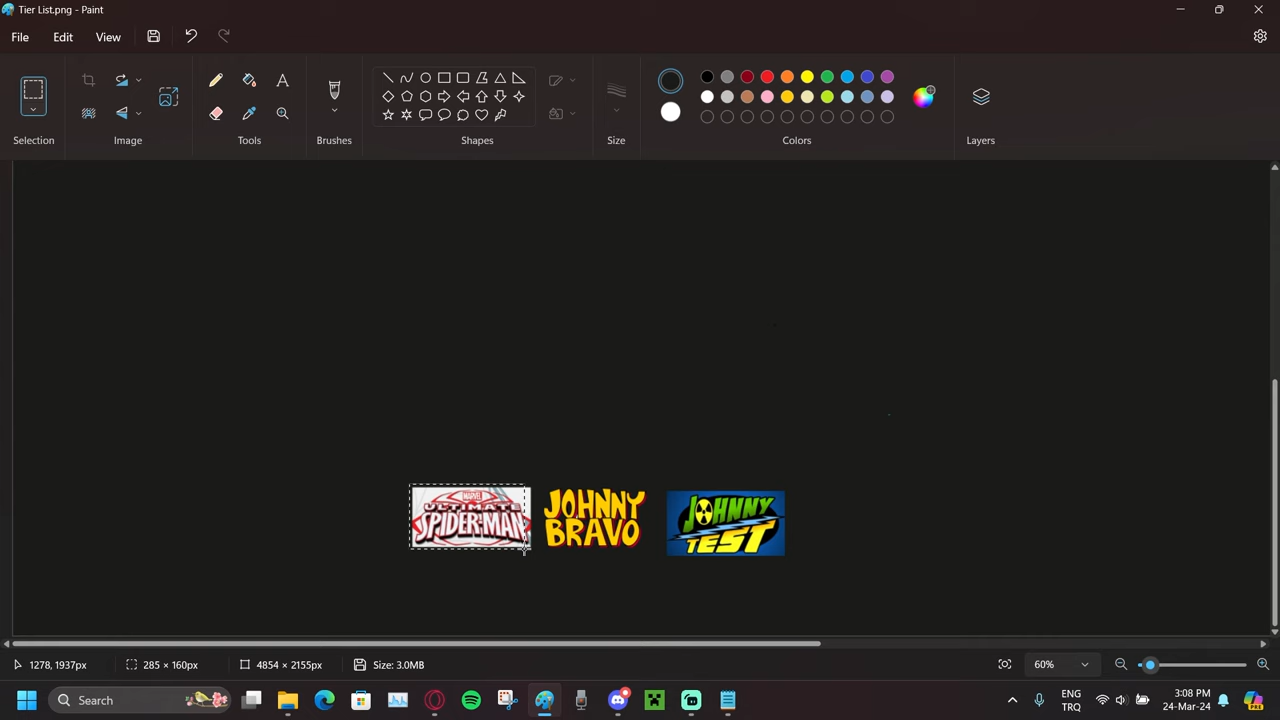 Tier List.png - Paint
File
Edit
View
Selection
Image
Tools
Brushes
Shapes
Size
Colors
Layers
MARVEL
ULTIMATE
SPIDER-MAN
JOHNNY
BRAVO
JOHNNY
TEST
1278, 1937px
285 × 160px
4854 × 2155px
Size: 3.0MB
60%
Search
ENG
TRQ
3:08 PM
24-Mar-24
PRE